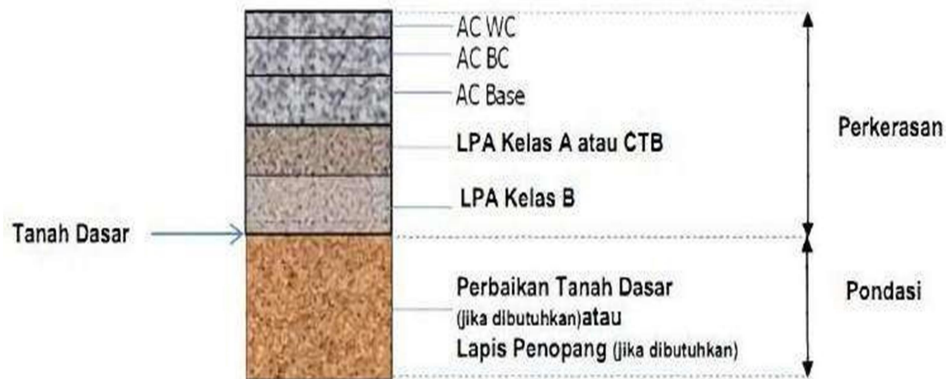 AC WC
AC BC
AC Base
LPA Kelas A atau CTB
LPA Kelas B
Perkerasan
Tanah Dasar
Perbaikan Tanah Dasar
(jika dibutuhkan)atau
Lapis Penopang (jika dibutuhkan)
Pondasi